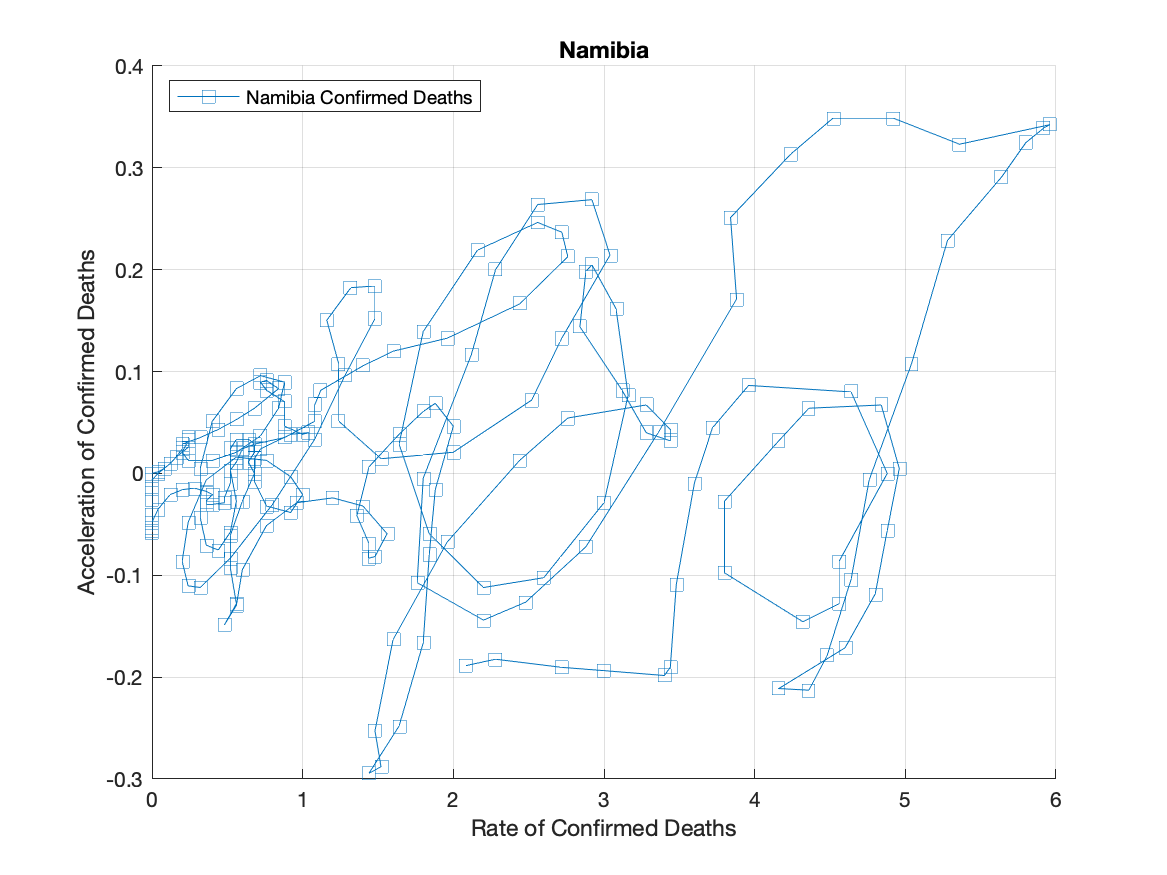 Namibia
Namibia Confirmed Deaths
0.4
0.3
0.2
0.1
0
-0.1
-0.2
-0.3
Acceleration of Confirmed Deaths
0 1 2 3 4 5 6
Rate of Confirmed Deaths